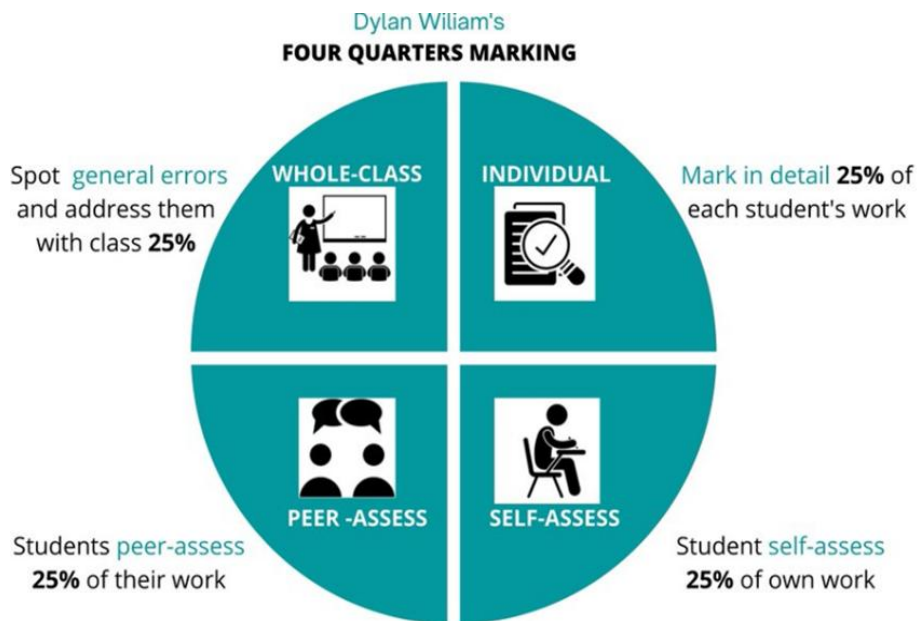 Dylan Wiliam's
FOUR QUARTERS MARKING
WHOLE-CLASS
INDIVIDUAL
Spot general errors
and address them
with class 25%
Mark in detail 25% of
each student's work
PEER -ASSESS
SELF-ASSESS
Students peer-assess
25% of their work
Student self-assess
25% of own work